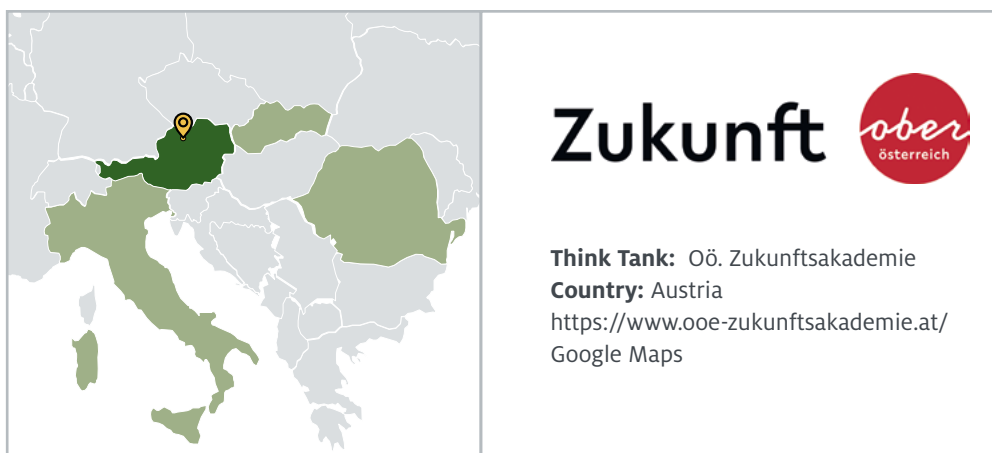 Zukunft
ober
österreich
Think Tank: Oö. Zukunftsakademie
Country: Austria
https://www.ooe-zukunftsakademie.at/
Google Maps